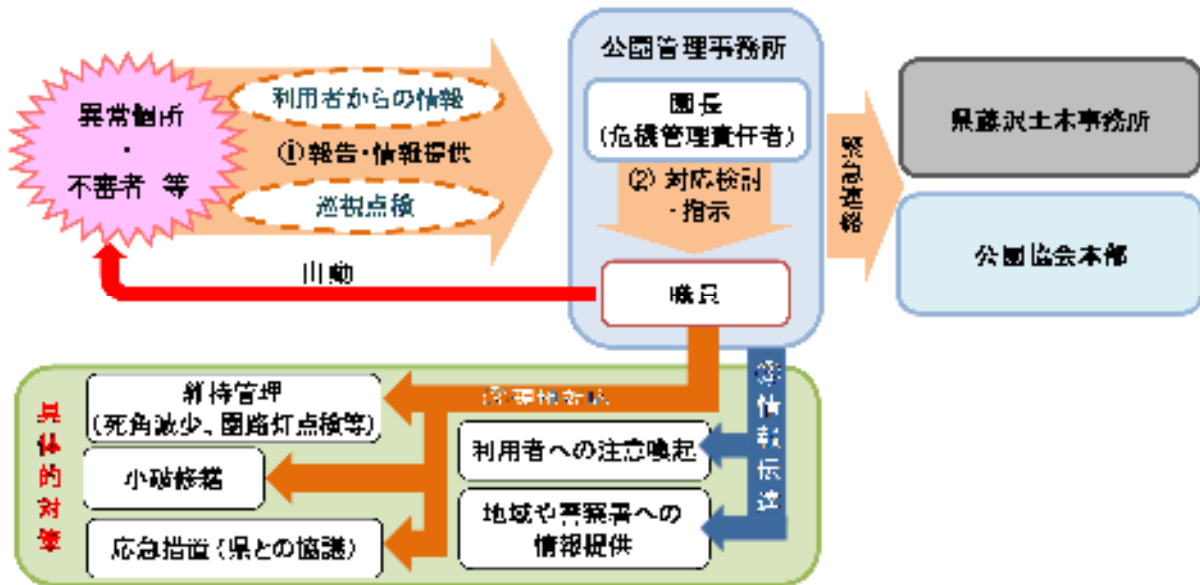 異常個所
・
不審者 等
利用者からの情報
①報告・情報提供
巡視点検
出動
公園管理事務所
園長
(危機管理責任者)
(2) 対応検討
・指示
職員
緊急連絡
県藤沢土木事務所
公園協会本部
具体的対策
維持管理
(死角減少、園路灯点検等)
小破修繕
応急措置(県との協議)
現地対応
情報伝達
利用者への注意喚起
地域や警察署への
情報提供